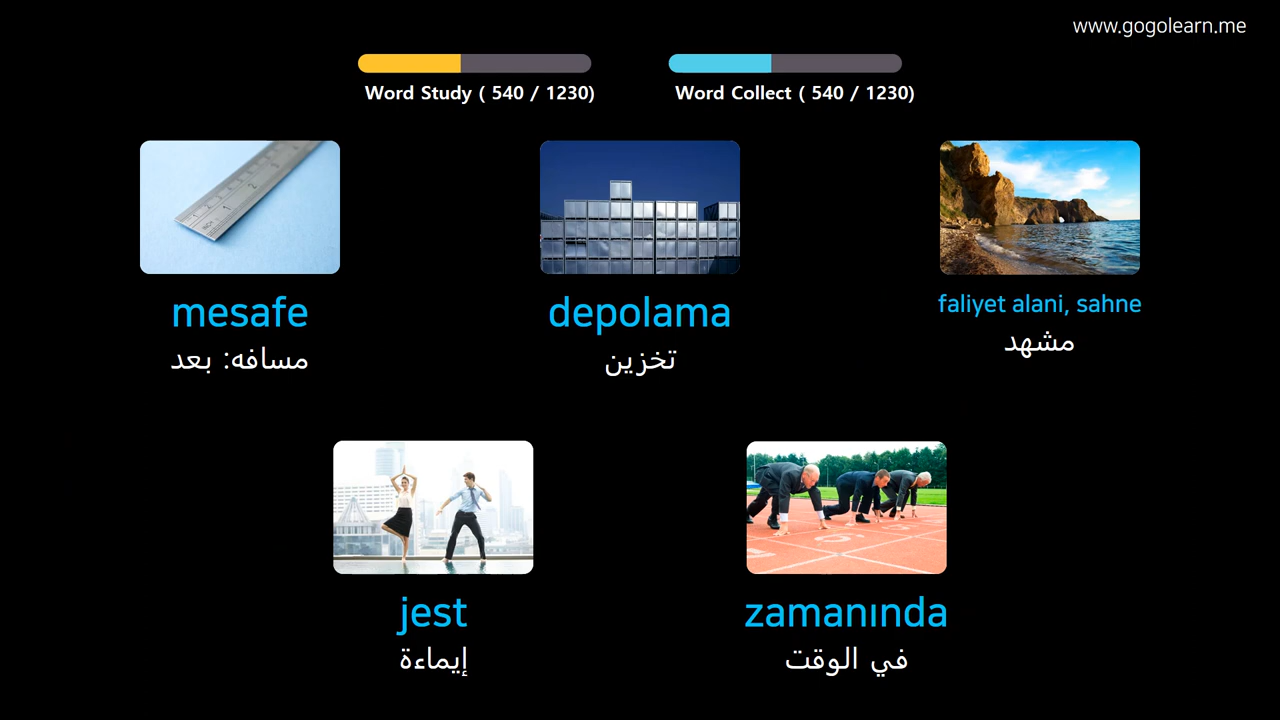 www.gogolearn.me
Word Study ( 540 / 1230)
Word Collect ( 540 / 1230)
mesafe
مسافه: بعد
depolama
تخزين
faliyet alani, sahne
مشهد
jest
إيماءة
zamanında
في الوقت